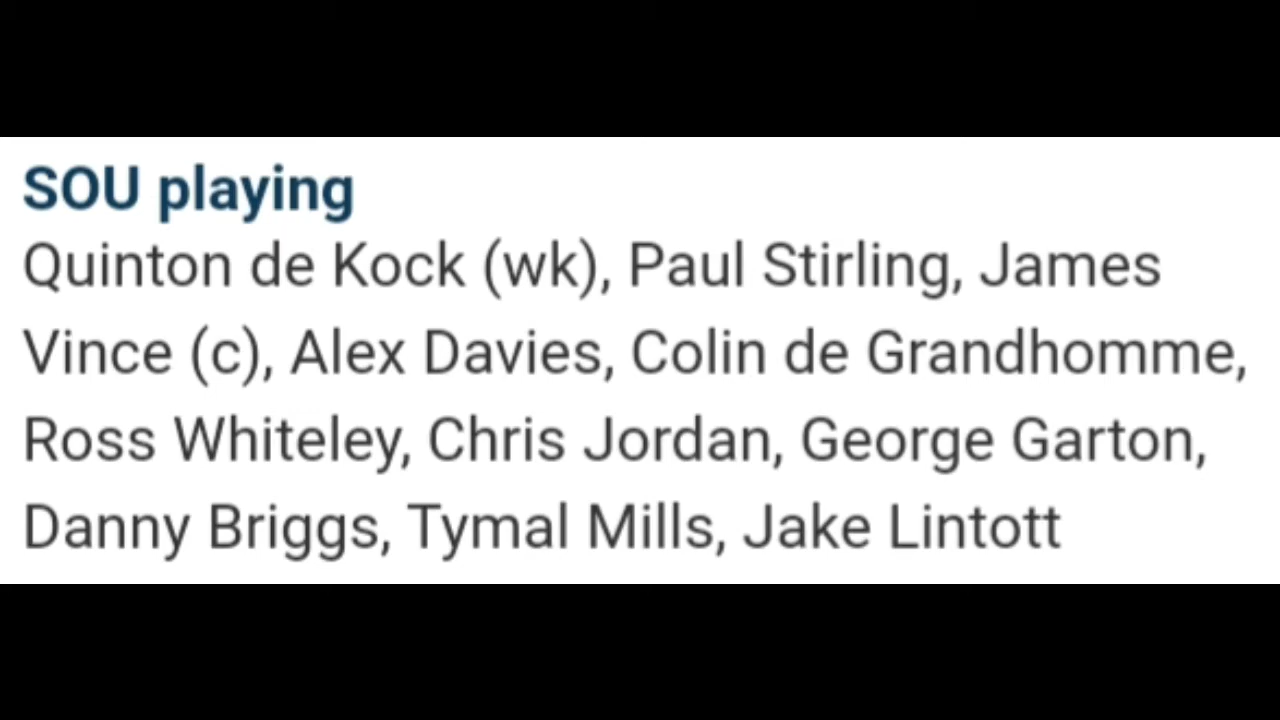 SOU playing
Quinton de Kock (wk), Paul Stirling, James
Vince (c), Alex Davies, Colin de Grandhomme,
Ross Whiteley, Chris Jordan, George Garton,
Danny Briggs, Tymal Mills, Jake Lintott